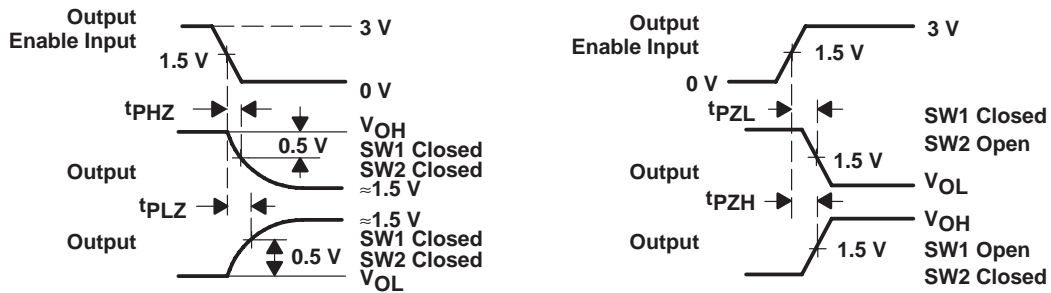 Output
Enable Input
3 V
1.5 V
0 V
tPHZ
VOH
0.5 V
SW1 Closed
SW2 Closed
Output
≈1.5 V
tPLZ
≈1.5 V
Output
SW1 Closed
0.5 V
SW2 Closed
VOL
Output
Enable Input
3 V
1.5 V
0 V
tPZL
SW1 Closed
SW2 Open
1.5 V
Output
VOL
tPZH
VOH
Output
1.5 V
SW1 Open
SW2 Closed